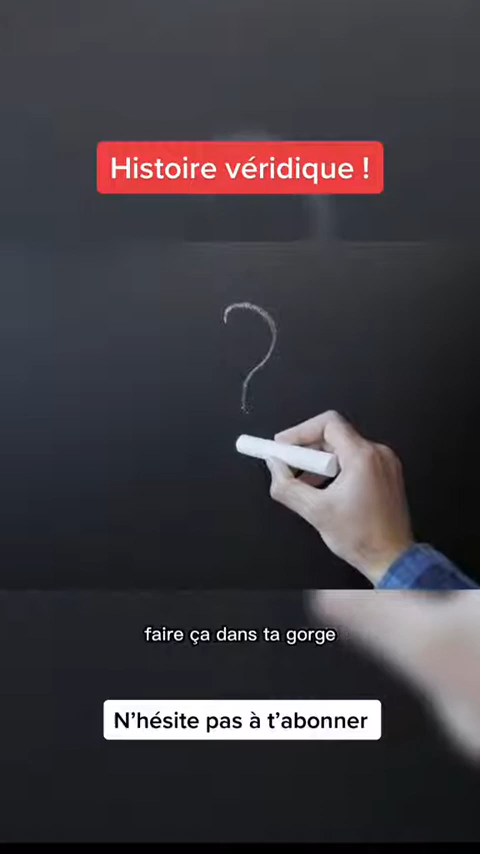 Histoire véridique !
?
faire ça dans ta gorge
N'hésite pas à t'abonner